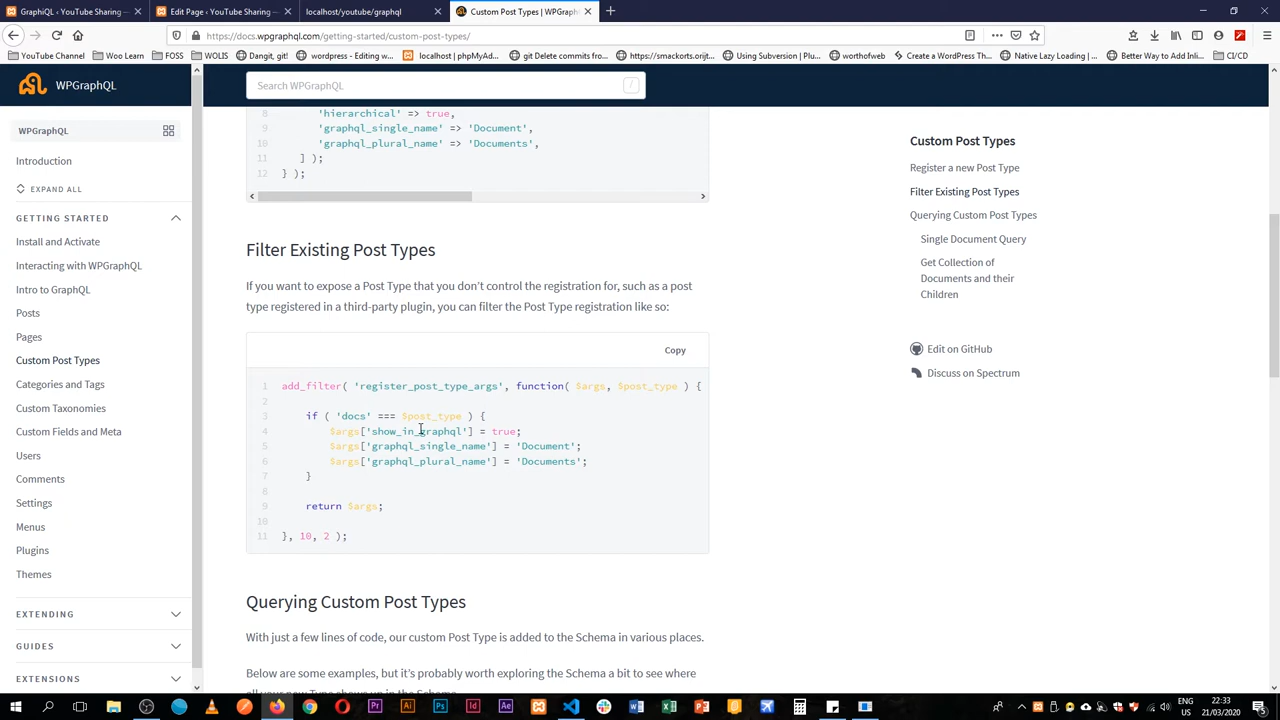 GraphiQL ‹ YouTube Sharing —
Edit Page ‹ YouTube Sharing —
localhost/youtube/graphql
Custom Post Types | WPGraph
https://docs.wpgraphql.com/getting-started/custom-post-types/
YouTube Channel
Woo Learn
FOSS
WOLIS
Dangit, git!
wordpress - Editing w…
localhost | phpMyAd…
git Delete commits fro…
https://smackorts.orijt…
Using Subversion | Plu…
worthofweb
Create a WordPress Th…
Native Lazy Loading | …
Better Way to Add Inli…
CI/CD
WPGraphQL
Search WPGraphQL
/
WPGraphQL
Introduction
EXPAND ALL
GETTING STARTED
Install and Activate
Interacting with WPGraphQL
Intro to GraphQL
Posts
Pages
Custom Post Types
Categories and Tags
Custom Taxonomies
Custom Fields and Meta
Users
Comments
Settings
Menus
Plugins
Themes
EXTENDING
GUIDES
EXTENSIONS
8 'hierarchical' => true,
9 'graphql_single_name' => 'Document',
10 'graphql_plural_name' => 'Documents',
11 ] );
12 } );
Filter Existing Post Types
If you want to expose a Post Type that you don't control the registration for, such as a post
type registered in a third-party plugin, you can filter the Post Type registration like so:
Copy
1 add_filter( 'register_post_type_args', function( $args, $post_type ) {
2
3 if ( 'docs' === $post_type ) {
4 $args['show_in_graphql'] = true;
5 $args['graphql_single_name'] = 'Document';
6 $args['graphql_plural_name'] = 'Documents';
7 }
8
9 return $args;
10
11 }, 10, 2 );
Querying Custom Post Types
With just a few lines of code, our custom Post Type is added to the Schema in various places.
Below are some examples, but it's probably worth exploring the Schema a bit to see where
all your new Type shows up in the Schema.
Custom Post Types
Register a new Post Type
Filter Existing Post Types
Querying Custom Post Types
Single Document Query
Get Collection of
Documents and their
Children
Edit on GitHub
Discuss on Spectrum
ENG
US
22:33
21/03/2020